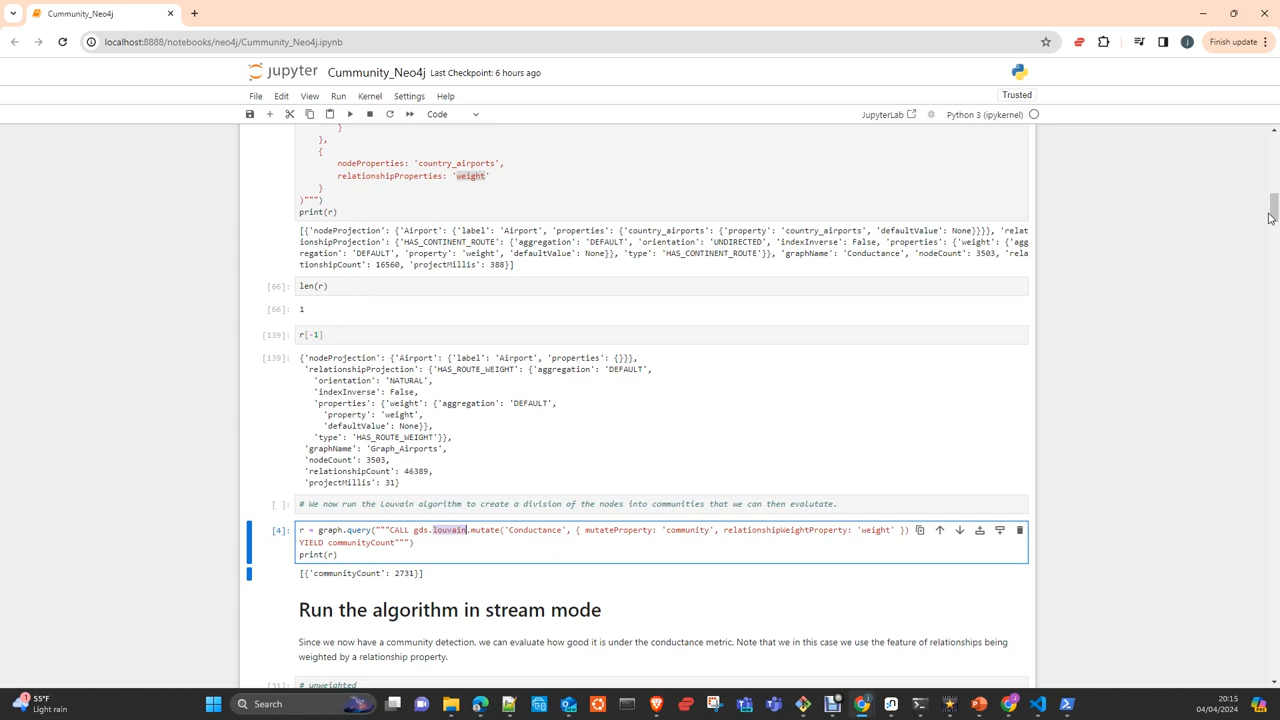 Cummunity_Neo4j
localhost:8888/notebooks/neo4j/Cummunity_Neo4j.ipynb
Finish update
jupyter Cummunity_Neo4j Last Checkpoint: 6 hours ago
File Edit View Run Kernel Settings Help
Trusted
Code
JupyterLab Python 3 (ipykernel)
}
},
{
nodeProperties: 'country_airports',
relationshipProperties: 'weight'
}
)""")
print(r)
[{'nodeProjection': {'Airport': {'label': 'Airport', 'properties': {'country_airports': {'property': 'country_airports', 'defaultValue': None}}}}, 'relat
ionshipProjection': {'HAS_CONTINENT_ROUTE': {'aggregation': 'DEFAULT', 'orientation': 'UNDIRECTED', 'indexInverse': False, 'properties': {'weight': {'agg
regation': 'DEFAULT', 'property': 'weight', 'defaultValue': None}}, 'type': 'HAS_CONTINENT_ROUTE'}}, 'graphName': 'Conductance', 'nodeCount': 3503, 'rela
tionshipCount': 16560, 'projectMillis': 388}]
[66]: len(r)
[66]: 1
[139]: r[-1]
[139]: {'nodeProjection': {'Airport': {'label': 'Airport', 'properties': {}}},
'relationshipProjection': {'HAS_ROUTE_WEIGHT': {'aggregation': 'DEFAULT',
'orientation': 'NATURAL',
'indexInverse': False,
'properties': {'weight': {'aggregation': 'DEFAULT',
'property': 'weight',
'defaultValue': None}},
'type': 'HAS_ROUTE_WEIGHT'}},
'graphName': 'Graph_Airports',
'nodeCount': 3503,
'relationshipCount': 46389,
'projectMillis': 31}
[ ]: # We now run the Louvain algorithm to create a division of the nodes into communities that we can then evalutate.
[4]: r = graph.query("""CALL gds.louvain.mutate('Conductance', { mutateProperty: 'community', relationshipWeightProperty: 'weight' })
YIELD communityCount""")
print(r)
[{'communityCount': 2731}]
Run the algorithm in stream mode
Since we now have a community detection, we can evaluate how good it is under the conductance metric. Note that we in this case we use the feature of relationships being
weighted by a relationship property.
[31]: # unweighted
1
55°F
Light rain
Search
20:15
04/04/2024